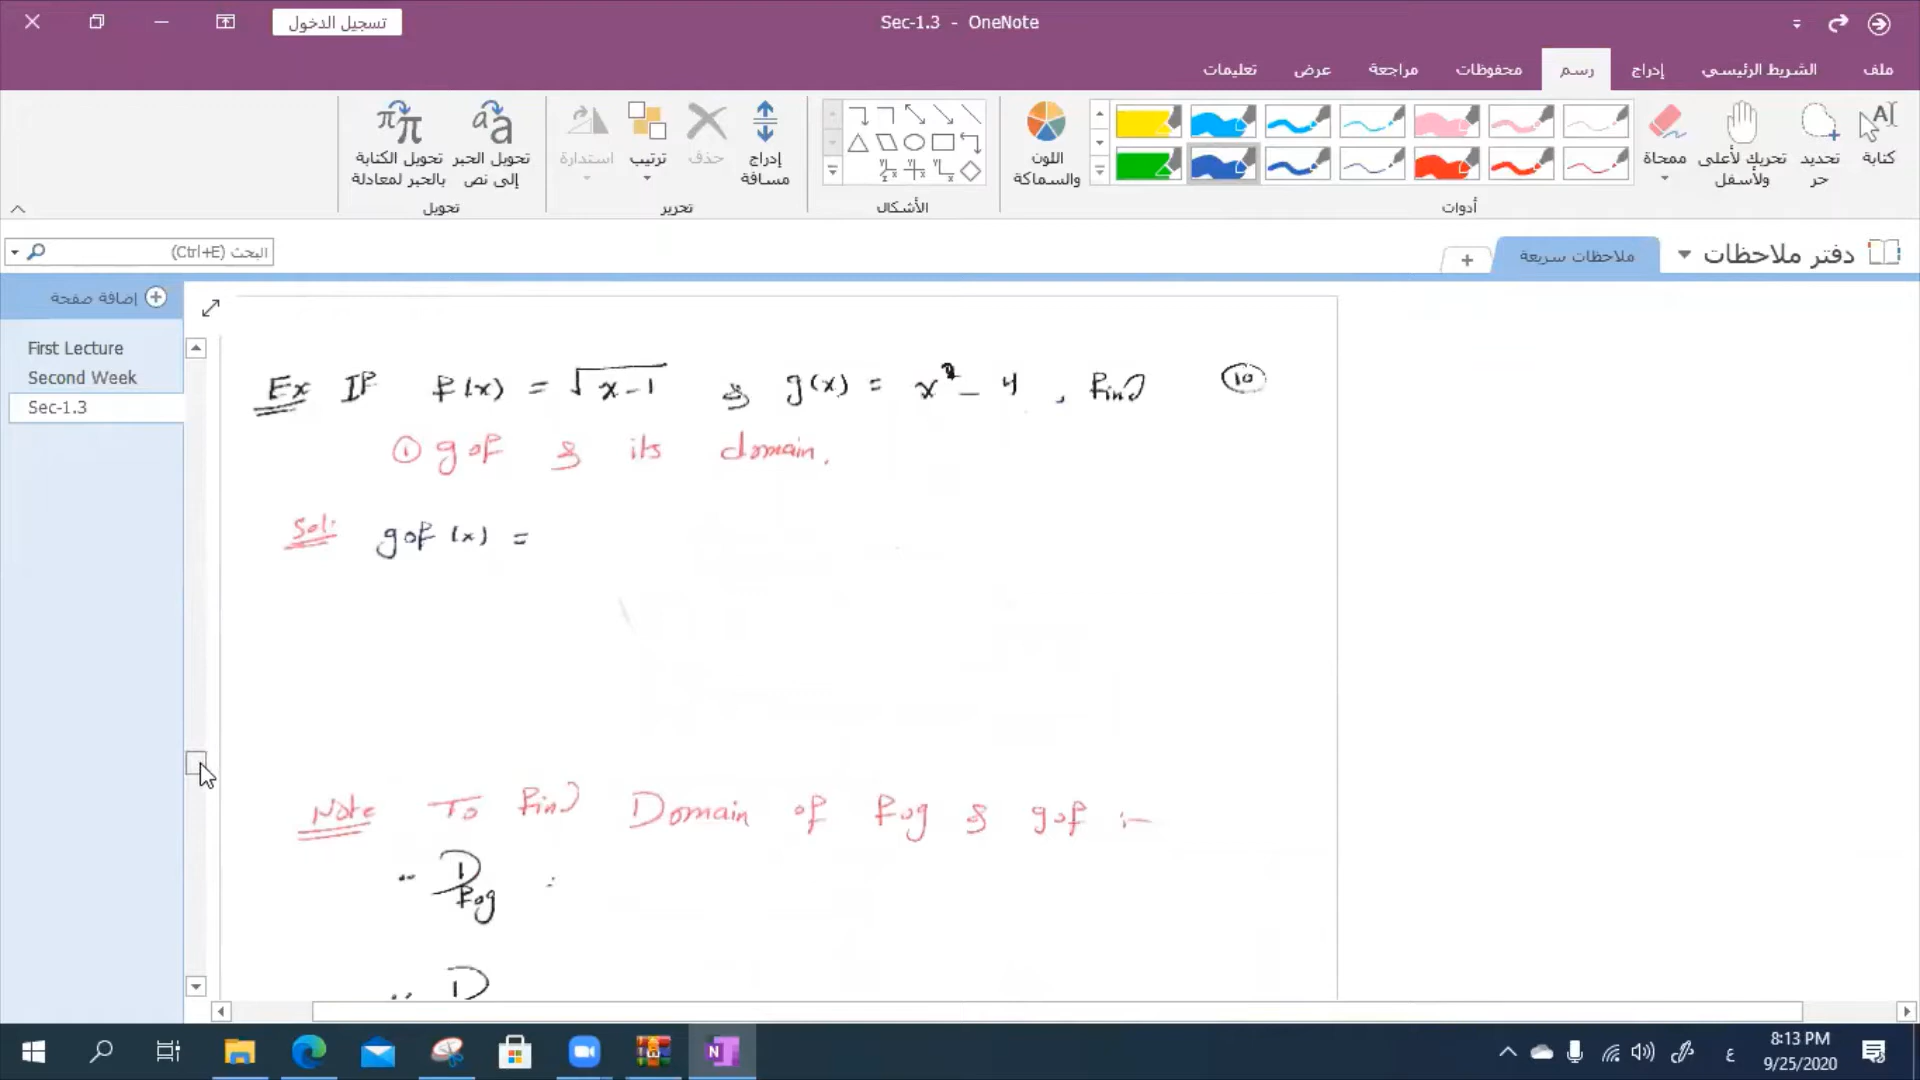 تسجيل الدخول
Sec-1.3 - OneNote
ملف
الشريط الرئيسي
إدراج
رسم
محفوظات
مراجعة
عرض
تعليمات
كتابة
تحديد حر
تحريك لأعلى ولأسفل
ممحاة
أدوات
اللون والسماكة
الأشكال
إدراج مسافة
حذف
ترتيب
استدارة
تحرير
تحويل الحبر إلى نص
تحويل الكتابة بالحبر لمعادلة
تحويل
دفتر ملاحظات
ملاحظات سريعة
البحث (Ctrl+E)
إضافة صفحة
First Lecture
Second Week
Sec-1.3
Ex If f(x) = √x-1 & g(x) = x² - 4 , find ⑩
① gof & its domain.
Sol: gof (x) =
Note To find Domain of fog & gof :-
.. D fog :
.. D
8:13 PM
ع
9/25/2020